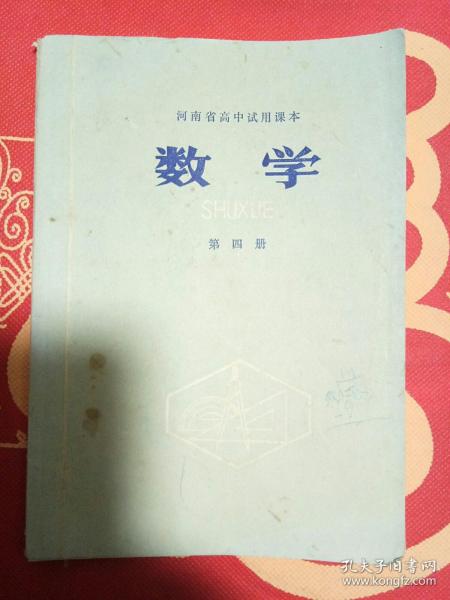 河南省高中试用课本
数学
SHUXUE
第四册
孔夫子旧书网
www.kongfz.com